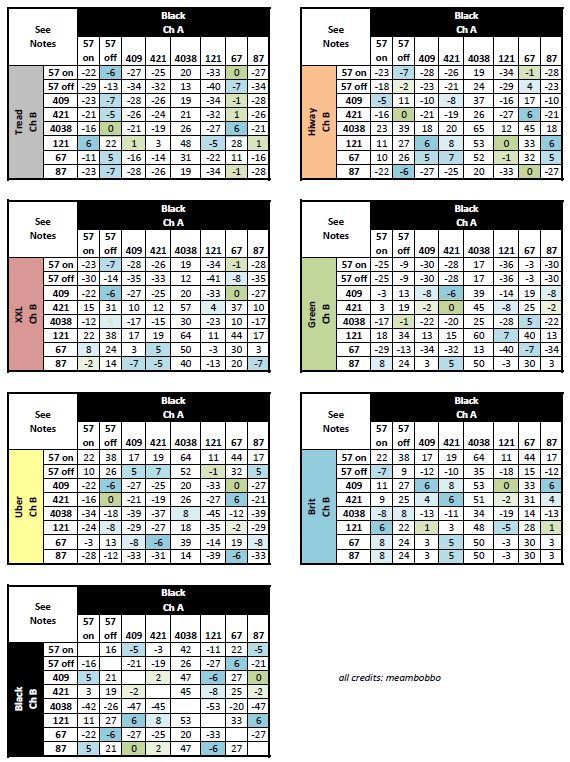 Black
See Ch A
Notes 57 57
on off 409 421 4038 121 67 87
Tread Ch B
57 on -22 -6 -27 -25 20 -33 0 -27
57 off -29 -13 -34 -32 13 -40 -7 -34
409 -23 -7 -28 -26 19 -34 -1 -28
421 -21 -5 -26 -24 21 -32 1 -26
4038 -16 0 -21 -19 26 -27 6 -21
121 6 22 1 3 48 -5 28 1
67 -11 5 -16 -14 31 -22 11 -16
87 -23 -7 -28 -26 19 -34 -1 -28
Black
See Ch A
Notes 57 57
on off 409 421 4038 121 67 87
Hiway Ch B
57 on -23 -7 -28 -26 19 -34 -1 -28
57 off -18 -2 -23 -21 24 -29 4 -23
409 -5 11 -10 -8 37 -16 17 -10
421 -16 0 -21 -19 26 -27 6 -21
4038 23 39 18 20 65 12 45 18
121 11 27 6 8 53 0 33 6
67 10 26 5 7 52 -1 32 5
87 -22 -6 -27 -25 20 -33 0 -27
Black
See Ch A
Notes 57 57
on off 409 421 4038 121 67 87
XXL Ch B
57 on -23 -7 -28 -26 19 -34 -1 -28
57 off -30 -14 -35 -33 12 -41 -8 -35
409 -22 -6 -27 -25 20 -33 0 -27
421 15 31 10 12 57 4 37 10
4038 -12 -17 -15 30 -23 10 -17
121 22 38 17 19 64 11 44 17
67 8 24 3 5 50 -3 30 3
87 -2 14 -7 -5 40 -13 20 -7
Black
See Ch A
Notes 57 57
on off 409 421 4038 121 67 87
Green Ch B
57 on -25 -9 -30 -28 17 -36 -3 -30
57 off -25 -9 -30 -28 17 -36 -3 -30
409 -3 13 -8 -6 39 -14 19 -8
421 3 19 -2 0 45 -8 25 -2
4038 -17 -1 -22 -20 25 -28 5 -22
121 18 34 13 15 60 7 40 13
67 -29 -13 -34 -32 13 -40 -7 -34
87 8 24 3 5 50 -3 30 3
Black
See Ch A
Notes 57 57
on off 409 421 4038 121 67 87
Uber Ch B
57 on 22 38 17 19 64 11 44 17
57 off 10 26 5 7 52 -1 32 5
409 -22 -6 -27 -25 20 -33 0 -27
421 -16 0 -21 -19 26 -27 6 -21
4038 -34 -18 -39 -37 8 -45 -12 -39
121 -24 -8 -29 -27 18 -35 -2 -29
67 -3 13 -8 -6 39 -14 19 -8
87 -28 -12 -33 -31 14 -39 -6 -33
Black
See Ch A
Notes 57 57
on off 409 421 4038 121 67 87
Brit Ch B
57 on 22 38 17 19 64 11 44 17
57 off -7 9 -12 -10 35 -18 15 -12
409 11 27 6 8 53 0 33 6
421 9 25 4 6 51 -2 31 4
4038 -8 8 -13 -11 34 -19 14 -13
121 6 22 1 3 48 -5 28 1
67 8 24 3 5 50 -3 30 3
87 8 24 3 5 50 -3 30 3
Black
See Ch A
Notes 57 57
on off 409 421 4038 121 67 87
Black Ch B
57 on 16 -5 -3 42 -11 22 -5
57 off -16 -21 -19 26 -27 6 -21
409 5 21 2 47 -6 27 0
421 3 19 -2 45 -8 25 -2
4038 -42 -26 -47 -45 -53 -20 -47
121 11 27 6 8 53 33 6
67 -22 -6 -27 -25 20 -33 -27
87 5 21 0 2 47 -6 27
all credits: meambobbo